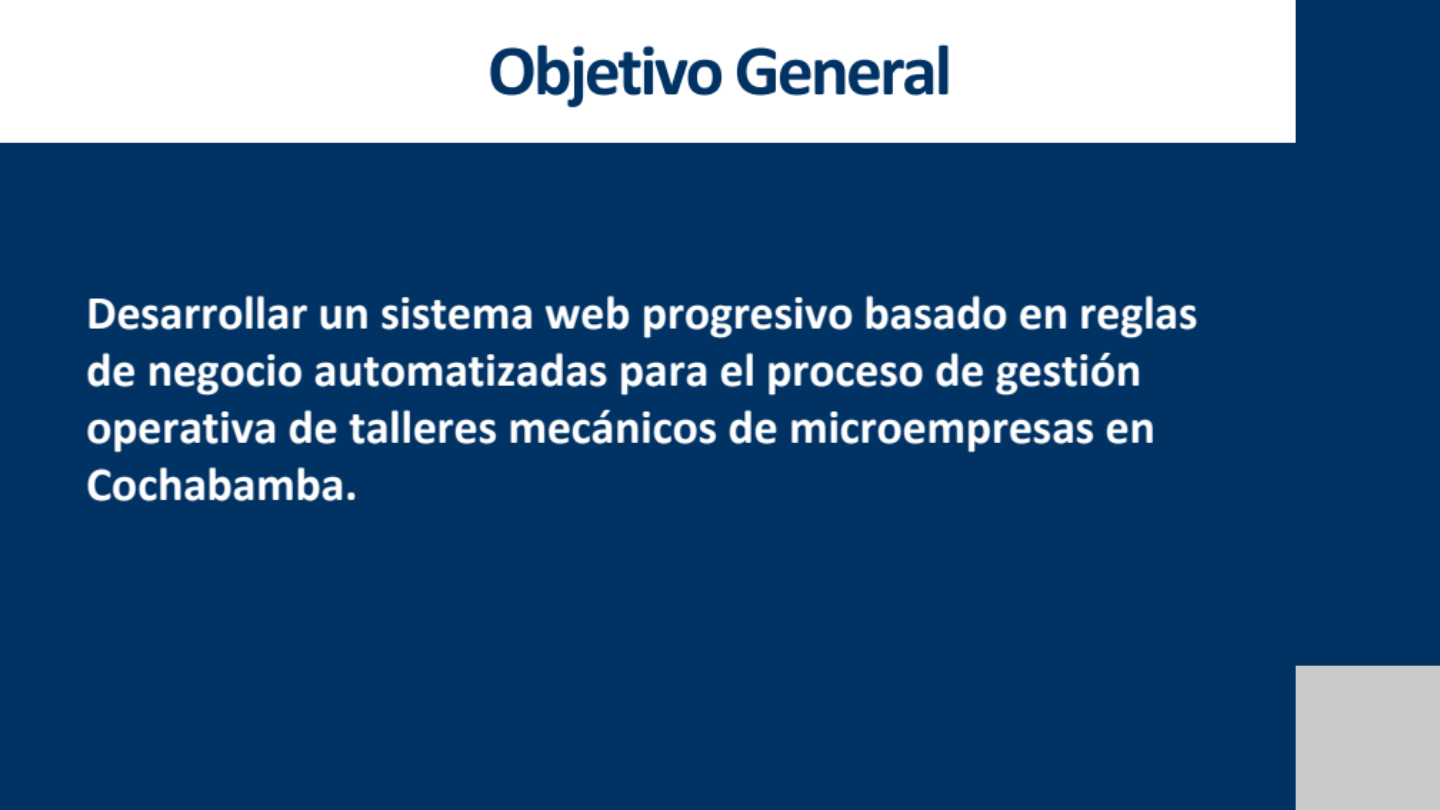 Objetivo General
Desarrollar un sistema web progresivo basado en reglas
de negocio automatizadas para el proceso de gestión
operativa de talleres mecánicos de microempresas en
Cochabamba.